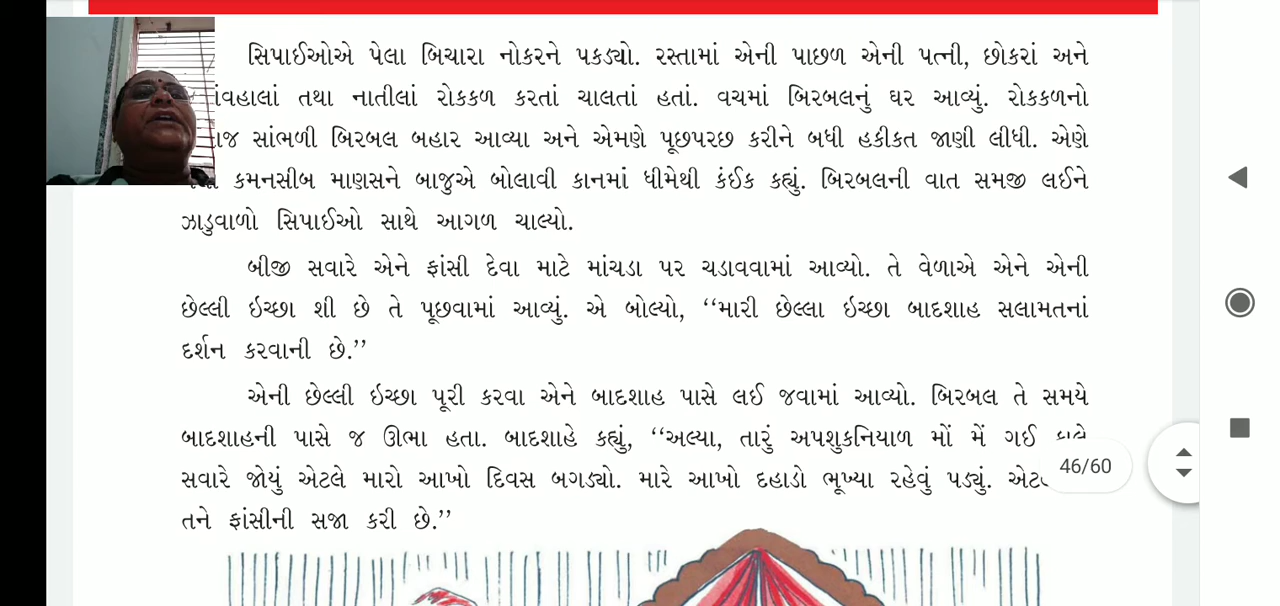 સિપાઈઓએ પેલા બિચારા નોકરને પકડ્યો. રસ્તામાં એની પાછળ એની પત્ની, છોકરાં અને
તથા નાતીલાં રોકકળ કરતાં ચાલતાં હતાં. વચમાં બિરબલનું ઘર આવ્યું. રોકકળનો
સાંભળી બિરબલ બહાર આવ્યા અને એમણે પૂછપરછ કરીને બધી હકીકત જાણી લીધી. એણે
કમનસીબ માણસને બાજુએ બોલાવી કાનમાં ધીમેથી કંઈક કહ્યું. બિરબલની વાત સમજી લઈને
ઝાડુવાળો સિપાઈઓ સાથે આગળ ચાલ્યો.
બીજી સવારે એને ફાંસી દેવા માટે માંચડા પર ચડાવવામાં આવ્યો. તે વેળાએ એને એની
છેલ્લી ઇચ્છા શી છે તે પૂછવામાં આવ્યું. એ બોલ્યો, ‘‘મારી છેલ્લા ઇચ્છા બાદશાહ સલામતનાં
દર્શન કરવાની છે.’’
એની છેલ્લી ઇચ્છા પૂરી કરવા એને બાદશાહ પાસે લઈ જવામાં આવ્યો. બિરબલ તે સમયે
બાદશાહની પાસે જ ઊભા હતા. બાદશાહે કહ્યું, ‘‘અલ્યા, તારું અપશુકનિયાળ મોં મેં ગઈ કાલે
સવારે જોયું એટલે મારો આખો દિવસ બગડ્યો. મારે આખો દહાડો ભૂખ્યા રહેવું પડ્યું.
તને ફાંસીની સજા કરી છે.’’
46/60